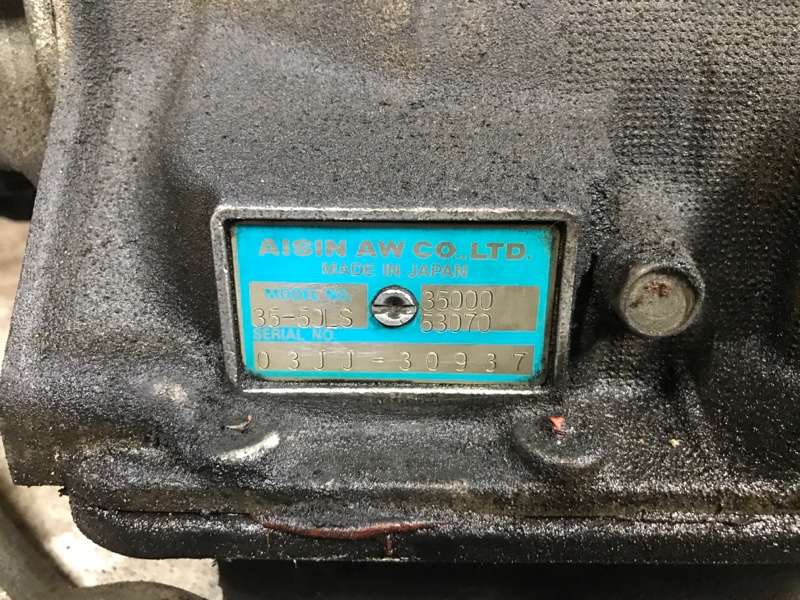 AISIN AW CO.,LTD.
MADE IN JAPAN
MODEL NO. 35000
35-50LS 53070
SERIAL NO.
03JJ-30937